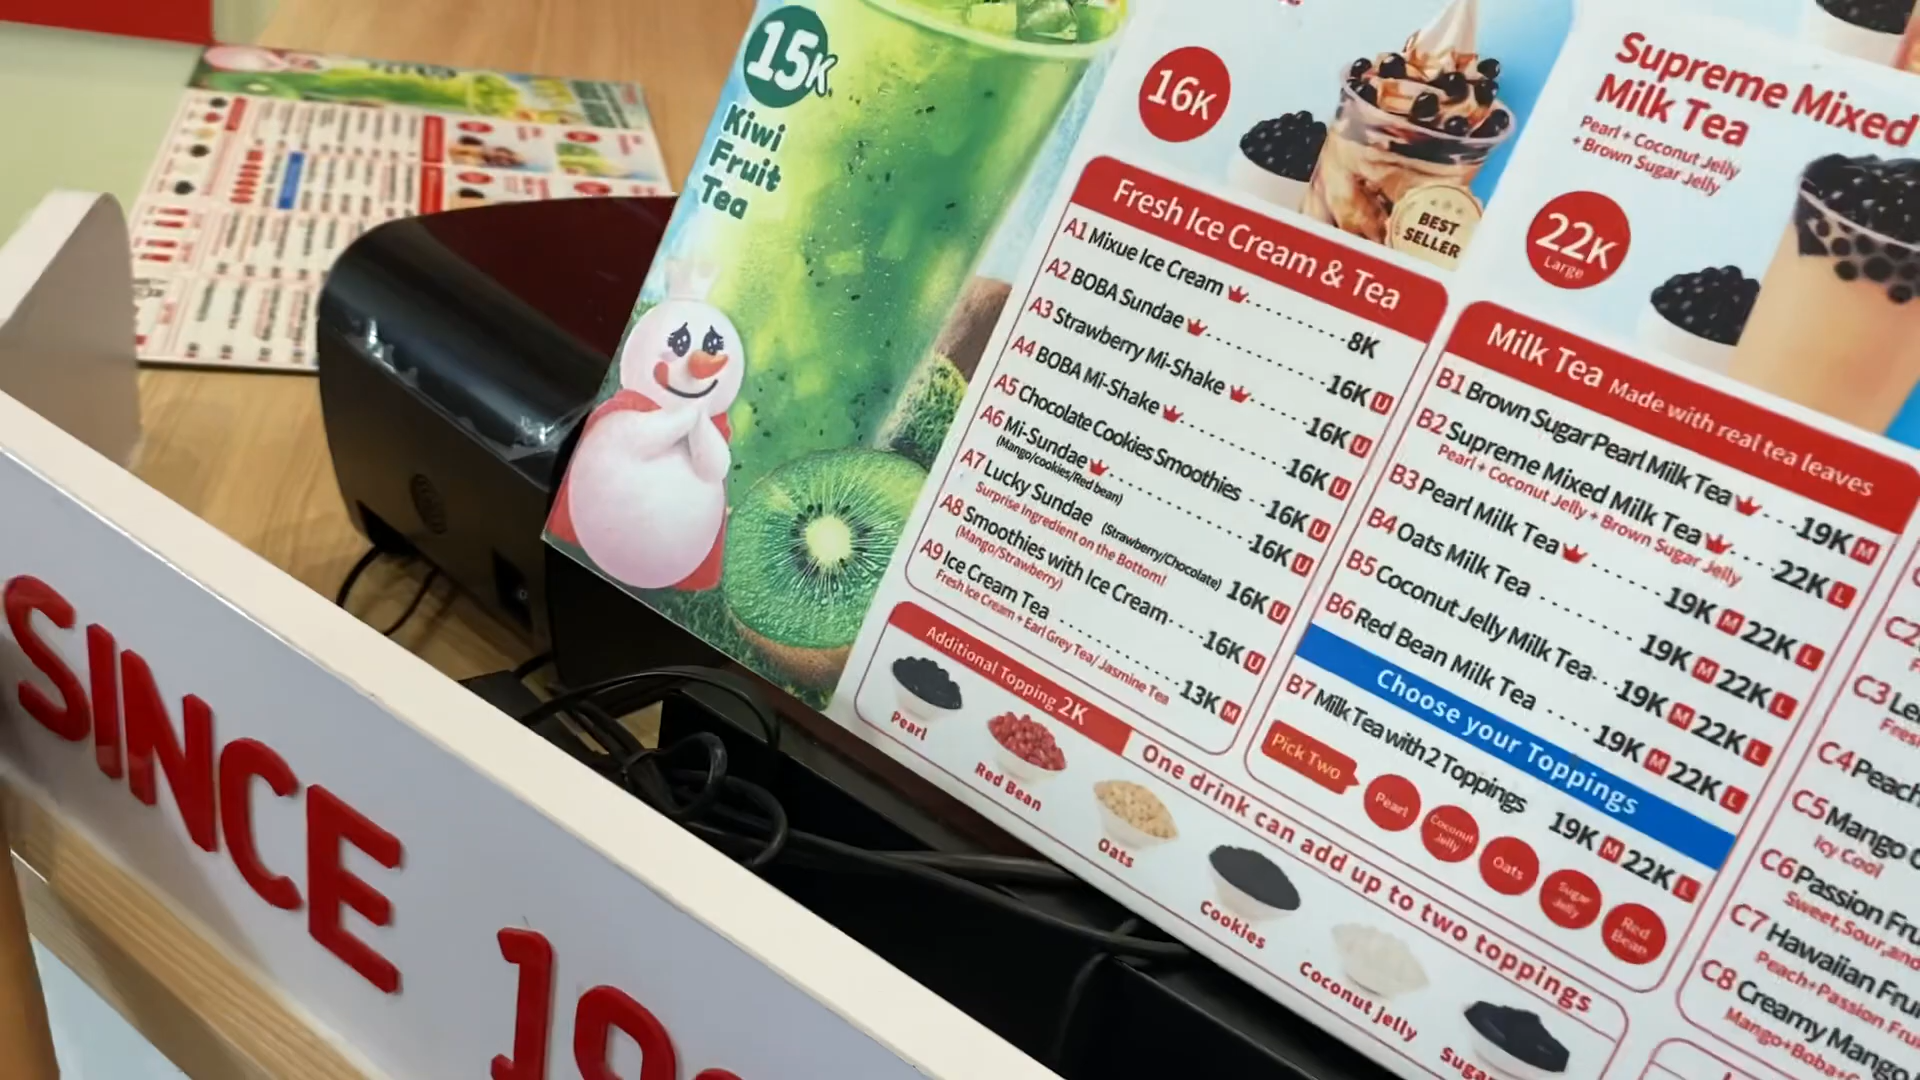 15K
Kiwi
Fruit
Tea
16K
BEST
SELLER
Supreme Mixed
Milk Tea
Pearl + Coconut Jelly
+ Brown Sugar Jelly
22K
Large
Fresh Ice Cream & Tea
A1 Mixue Ice Cream 8K
A2 BOBA Sundae 16K U
A3 Strawberry Mi-Shake 16K U
A4 BOBA Mi-Shake 16K U
A5 Chocolate Cookies Smoothies 16K U
A6 Mi-Sundae 16K U
(Mango/cookies/Red bean)
A7 Lucky Sundae (Strawberry/Chocolate) 16K U
Surprise Ingredient on the Bottom!
A8 Smoothies with Ice Cream 16K U
(Mango/Strawberry)
A9 Ice Cream Tea 13K M
Fresh Ice Cream + Earl Grey Tea/ Jasmine Tea
Milk Tea Made with real tea leaves
B1 Brown Sugar Pearl Milk Tea 19K M
B2 Supreme Mixed Milk Tea 22K L
Pearl + Coconut Jelly + Brown Sugar Jelly
B3 Pearl Milk Tea 19K M 22K L
B4 Oats Milk Tea 19K M 22K L
B5 Coconut Jelly Milk Tea 19K M 22K L
B6 Red Bean Milk Tea 19K M 22K L
Choose your Toppings
B7 Milk Tea with 2 Toppings 19K M 22K L
Pick Two
Pearl
Coconut
Jelly
Oats
Sugar
Jelly
Red
Bean
Additional Topping 2K
One drink can add up to two toppings
Pearl
Red Bean
Oats
Cookies
Coconut jelly
Sugar
C3 Le
Fresh
C4 Peach
C5 Mango
Icy Cool
C6 Passion Fru
Sweet,Sour,and
C7 Hawaiian Fru
Peach+Passion Frui
C8 Creamy Mango
Mango+Boba+
SINCE